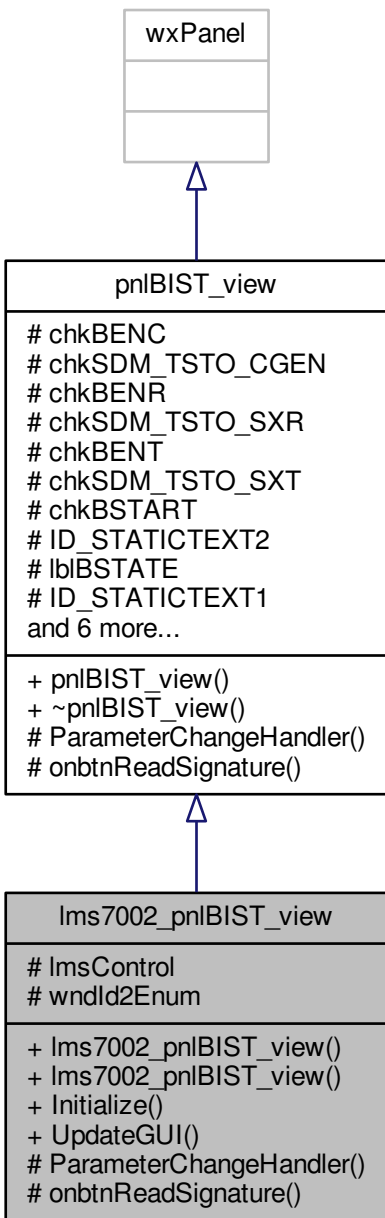 wxPanel
pnlBIST_view
# chkBENC
# chkSDM_TSTO_CGEN
# chkBENR
# chkSDM_TSTO_SXR
# chkBENT
# chkSDM_TSTO_SXT
# chkBSTART
# ID_STATICTEXT2
# lblBSTATE
# ID_STATICTEXT1
and 6 more...
+ pnlBIST_view()
+ ~pnlBIST_view()
# ParameterChangeHandler()
# onbtnReadSignature()
lms7002_pnlBIST_view
# lmsControl
# wndId2Enum
+ lms7002_pnlBIST_view()
+ lms7002_pnlBIST_view()
+ Initialize()
+ UpdateGUI()
# ParameterChangeHandler()
# onbtnReadSignature()